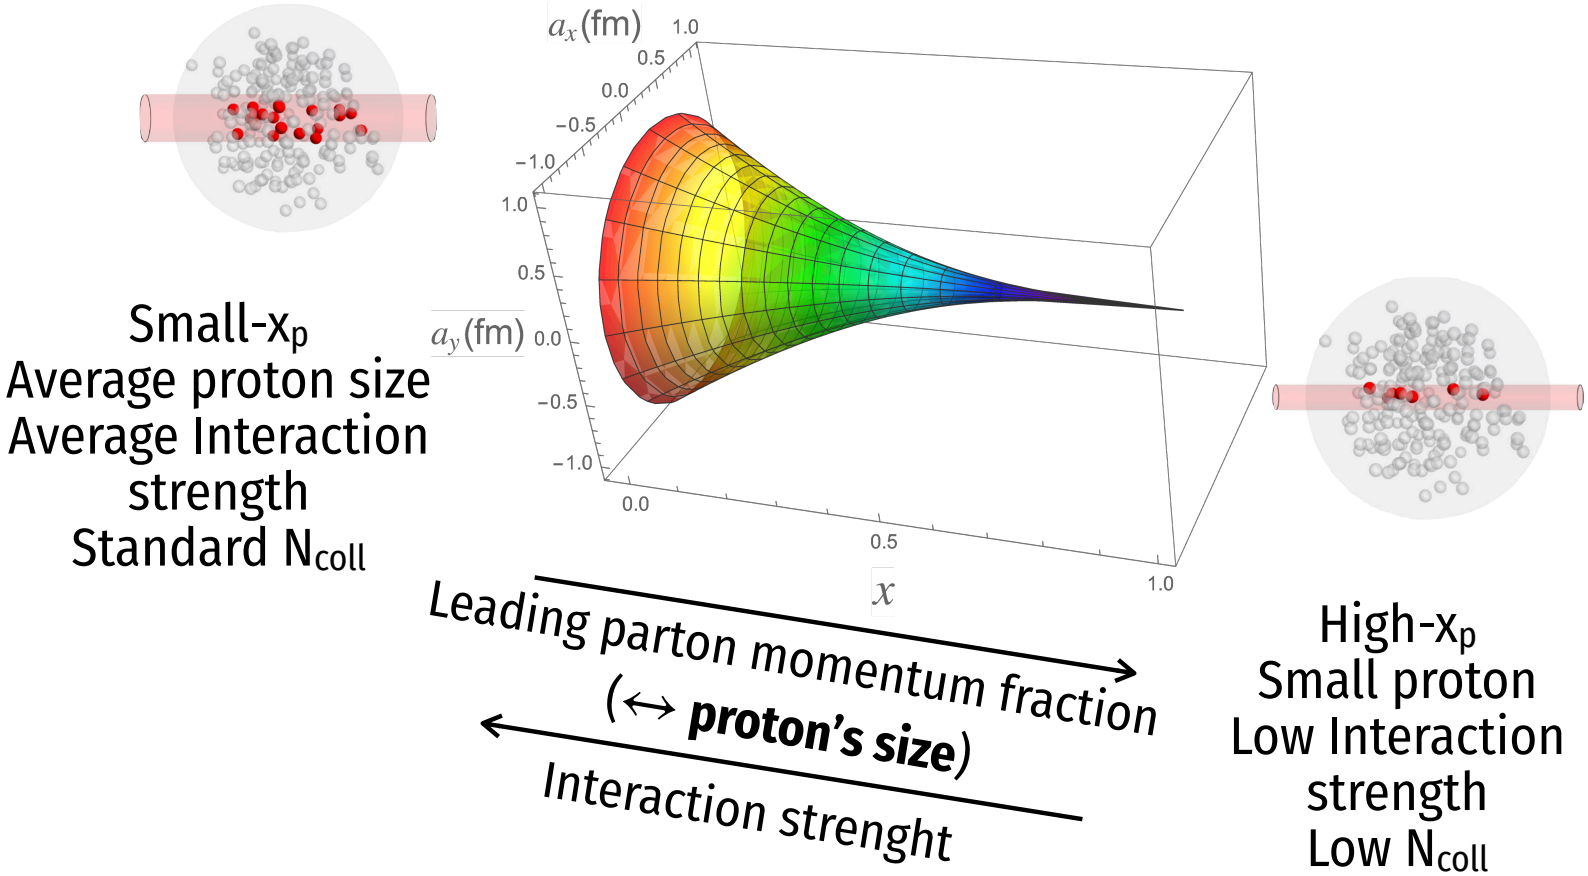 a_x(fm)
1.0
0.5
0.0
−0.5
−1.0
1.0
0.5
a_y(fm)
0.0
−0.5
−1.0
0.0
0.5
1.0
x
Small-xₚ
Average proton size
Average Interaction
strength
Standard N_coll
Leading parton momentum fraction
(↔ proton's size)
Interaction strenght
High-xₚ
Small proton
Low Interaction
strength
Low N_coll